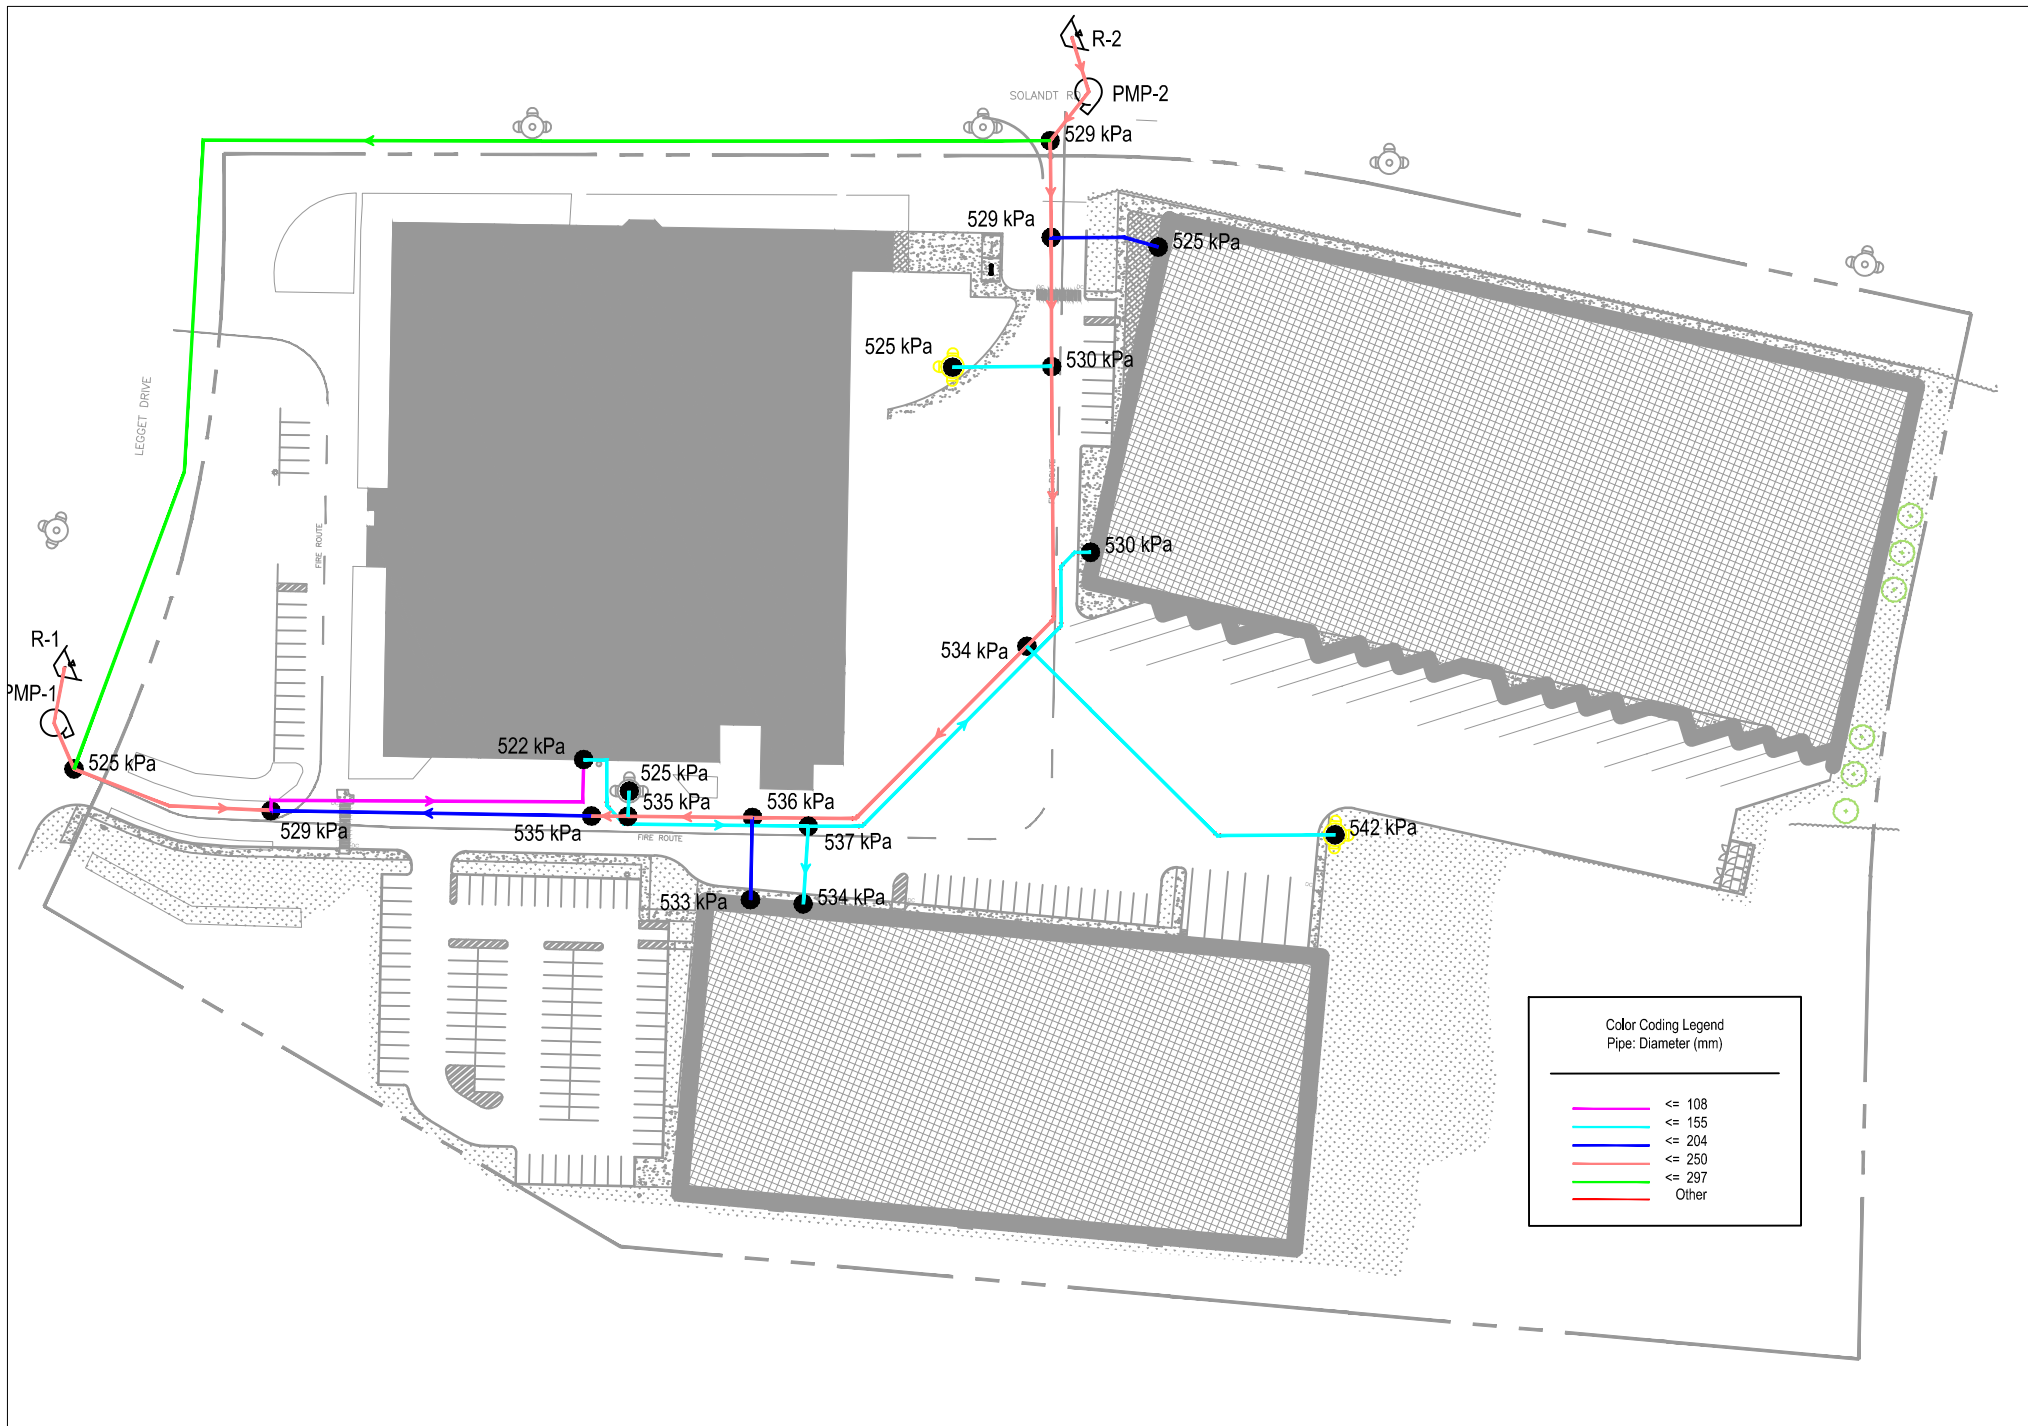 R-2
SOLANDT RD
PMP-2
529 kPa
529 kPa
525 kPa
525 kPa
530 kPa
LEGGET DRIVE
FIRE ROUTE
FIRE ROUTE
530 kPa
R-1
534 kPa
PMP-1
522 kPa
525 kPa
525 kPa
535 kPa
536 kPa
529 kPa
535 kPa
FIRE ROUTE
537 kPa
542 kPa
533 kPa
534 kPa
Color Coding Legend
Pipe: Diameter (mm)
<= 108
<= 155
<= 204
<= 250
<= 297
Other